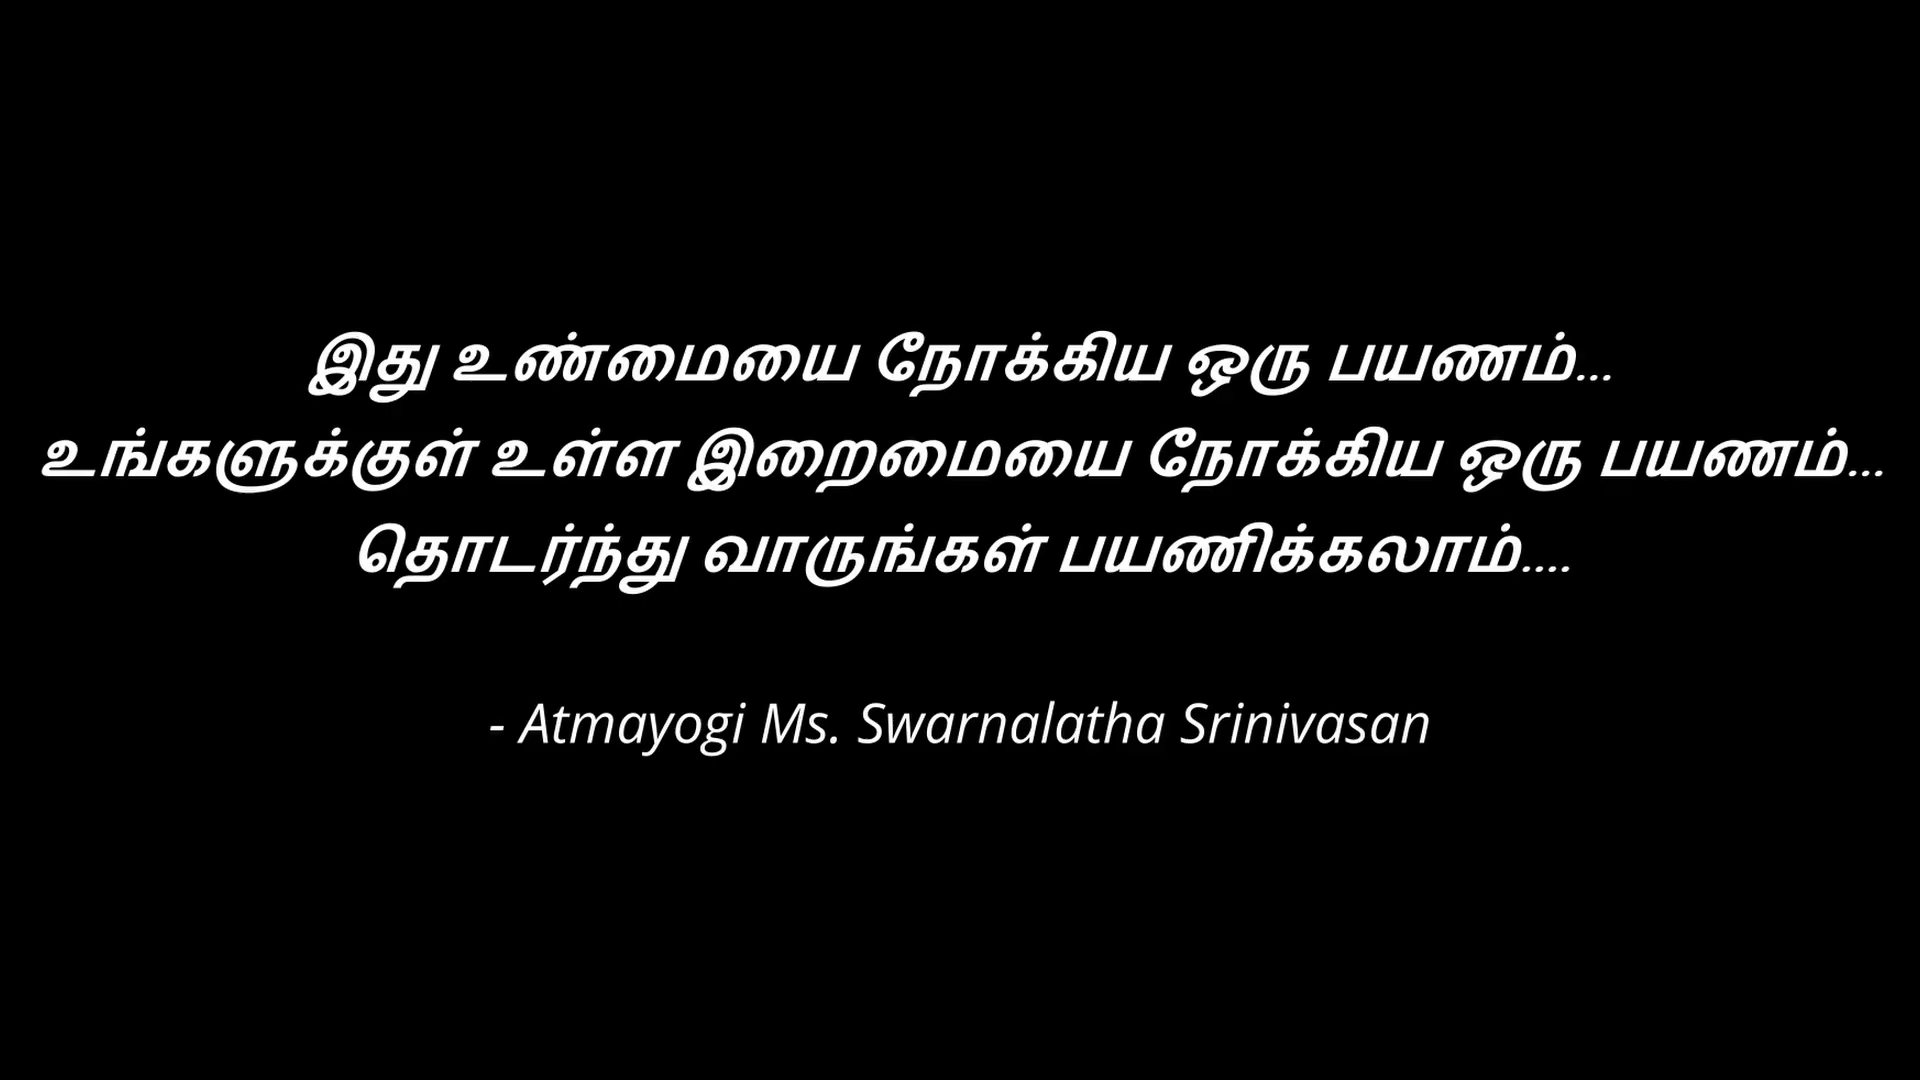 இது உண்மையை நோக்கிய ஒரு பயணம்...
உங்களுக்குள் உள்ள இறைமையை நோக்கிய ஒரு பயணம்...
தொடர்ந்து வாருங்கள் பயணிக்கலாம்....
- Atmayogi Ms. Swarnalatha Srinivasan